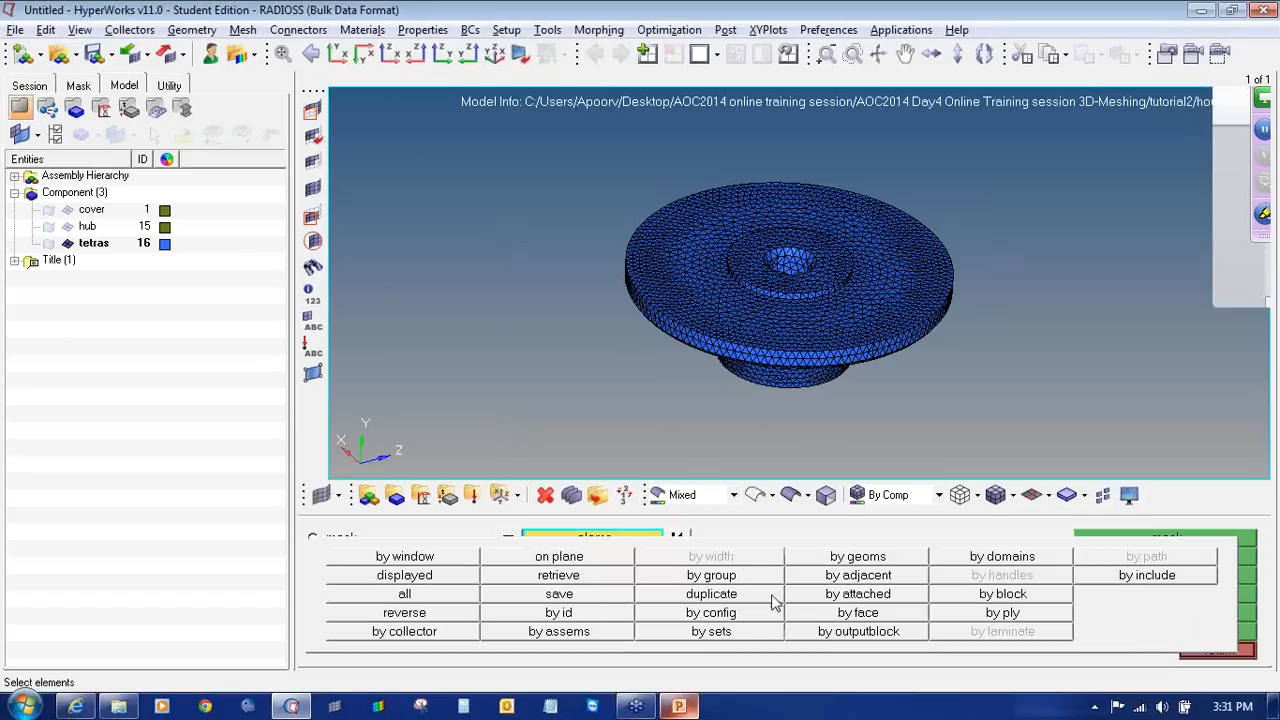 Untitled - HyperWorks v11.0 - Student Edition - RADIOSS (Bulk Data Format)
File Edit View Collectors Geometry Mesh Connectors Materials Properties BCs Setup Tools Morphing Optimization Post XYPlots Preferences Applications Help
Session Mask Model Utility
1 of 1
Model Info: C:/Users/Apoorv/Desktop/AOC2014 online training session/AOC2014 Day4 Online Training session 3D-Meshing/tutorial2/hou
Entities ID
Assembly Hierarchy
Component (3)
cover 1
hub 15
tetras 16
Title (1)
123
ABC
ABC
Y
X
Z
Mixed
By Comp
by window on plane by width by geoms by domains by path
displayed retrieve by group by adjacent by handles by include
all save duplicate by attached by block
reverse by id by config by face by ply
by collector by assems by sets by outputblock by laminate
Select elements
3:31 PM